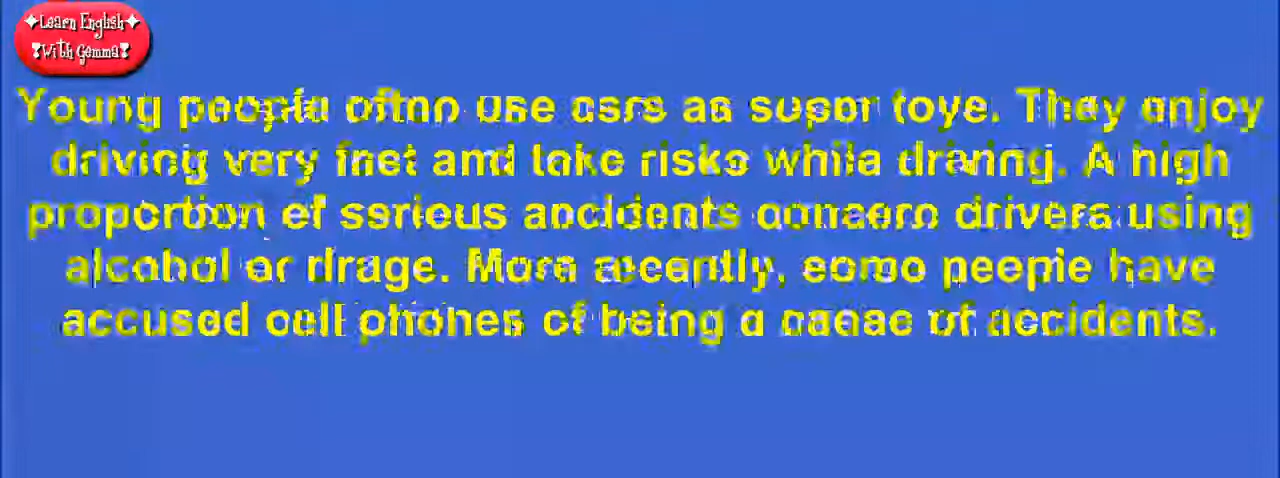 Learn English
With Gemma
Young people often use cars as super toys. They enjoy
driving very fast and take risks while driving. A high
proportion of serious accidents concern drivers using
alcohol or drugs. More recently, some people have
accused cell phones of being a cause of accidents.